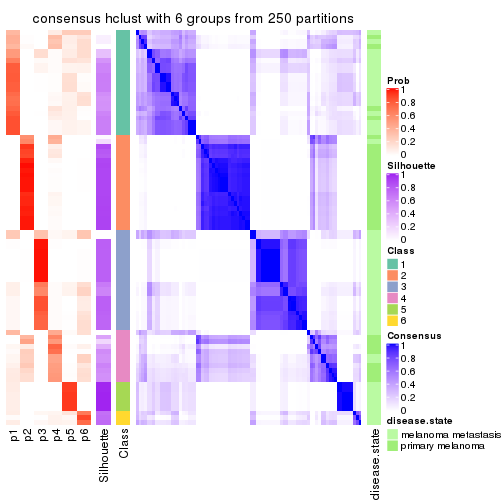 consensus hclust with 6 groups from 250 partitions
p1
p2
p3
p4
p5
p6
Silhouette
Class
disease.state
Prob
1
0.8
0.6
0.4
0.2
0
Silhouette
1
0.8
0.6
0.4
0.2
0
Class
1
2
3
4
5
6
Consensus
1
0.8
0.6
0.4
0.2
0
disease.state
melanoma metastasis
primary melanoma